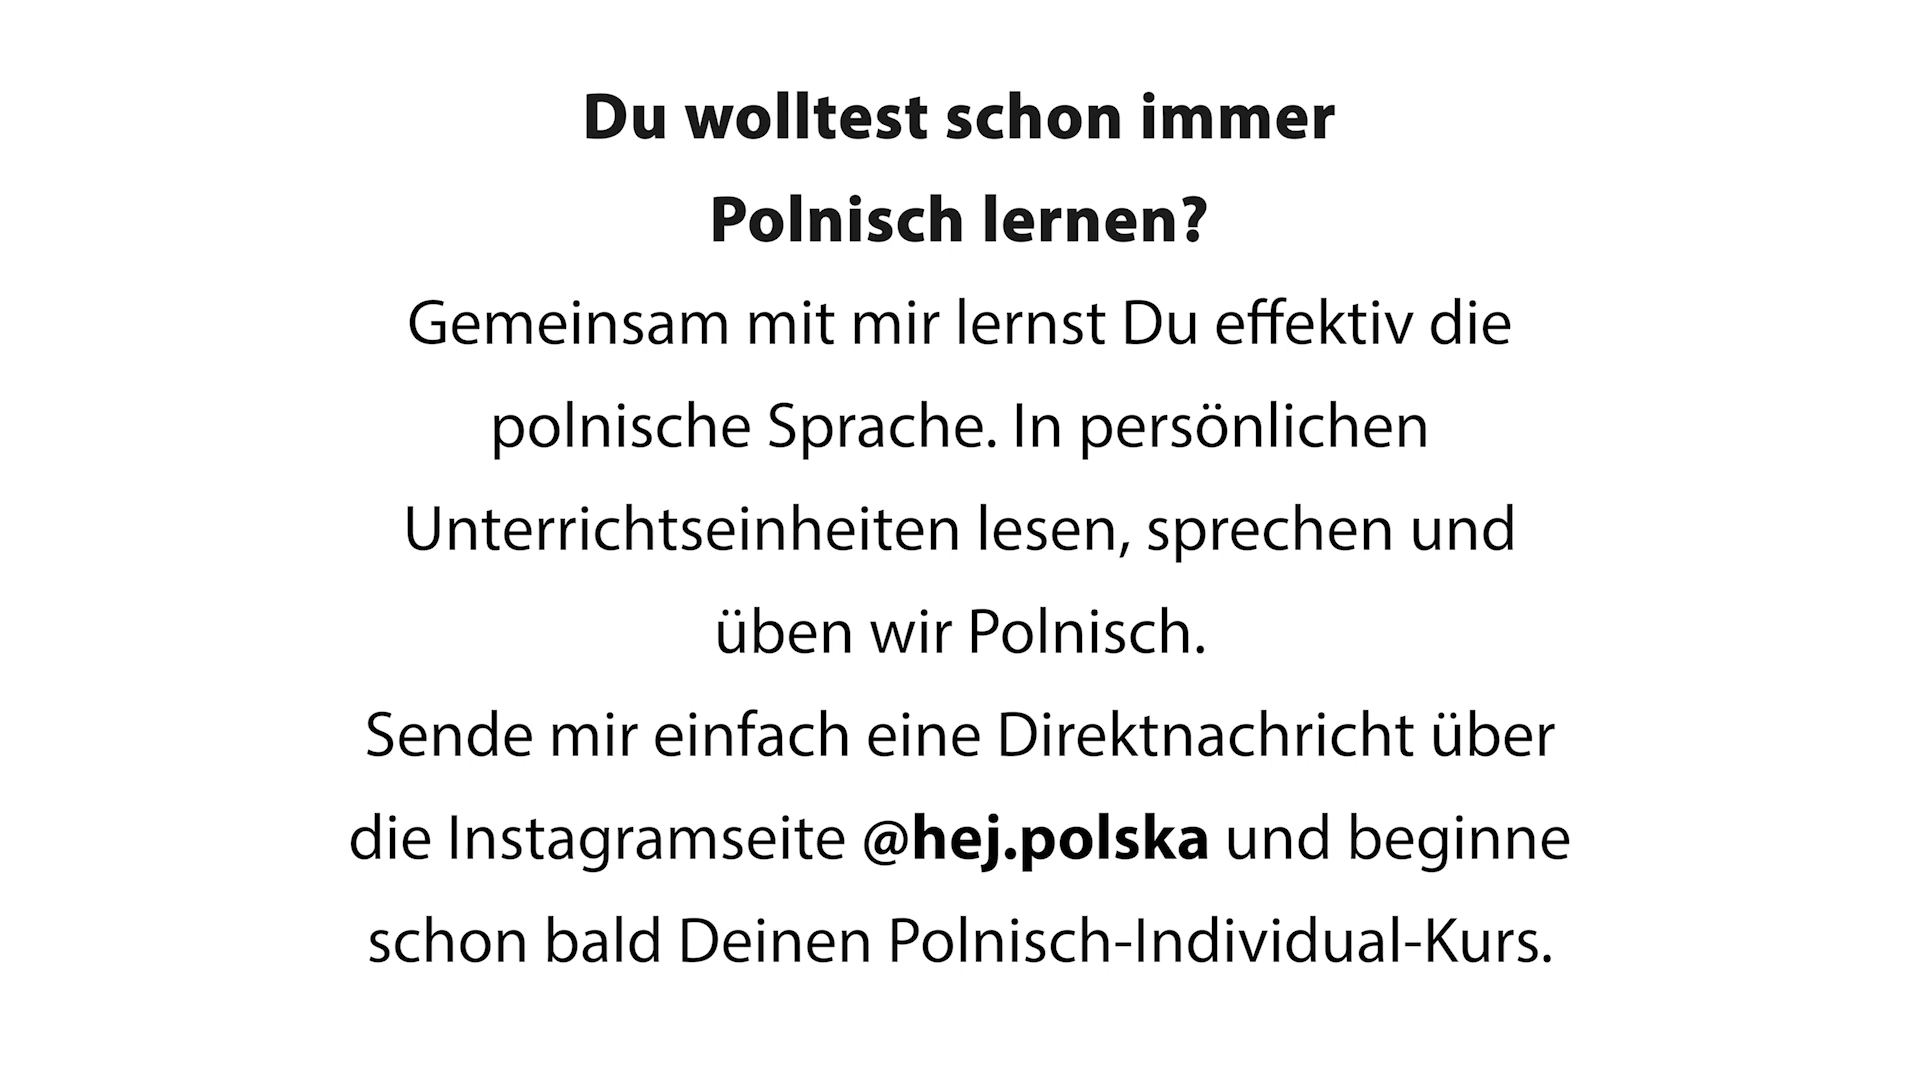 Du wolltest schon immer
Polnisch lernen?
Gemeinsam mit mir lernst Du effektiv die
polnische Sprache. In persönlichen
Unterrichtseinheiten lesen, sprechen und
üben wir Polnisch.
Sende mir einfach eine Direktnachricht über
die Instagramseite @hej.polska und beginne
schon bald Deinen Polnisch-Individual-Kurs.